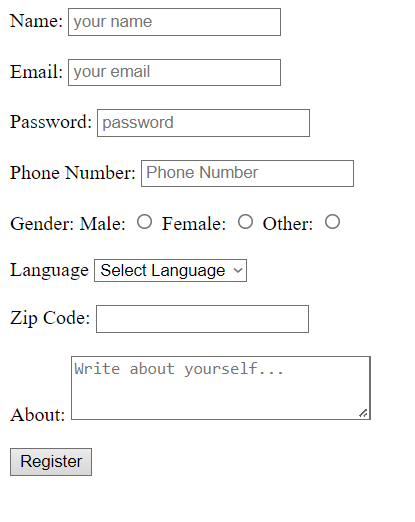 Name: your name
Email: your email
Password: password
Phone Number: Phone Number
Gender: Male: Female: Other:
Language Select Language
Zip Code:
About: Write about yourself...
Register